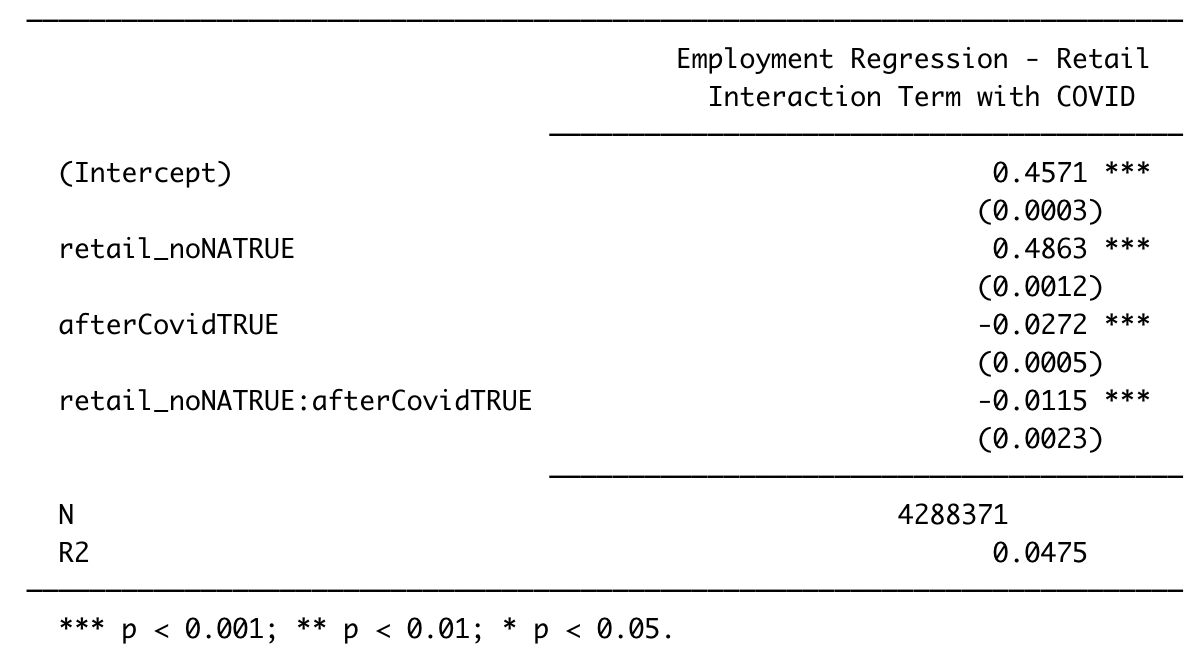 Employment Regression - Retail
Interaction Term with COVID
(Intercept) 0.4571 ***
(0.0003)
retail_noNATRUE 0.4863 ***
(0.0012)
afterCovidTRUE -0.0272 ***
(0.0005)
retail_noNATRUE:afterCovidTRUE -0.0115 ***
(0.0023)
N 4288371
R2 0.0475
*** p < 0.001; ** p < 0.01; * p < 0.05.